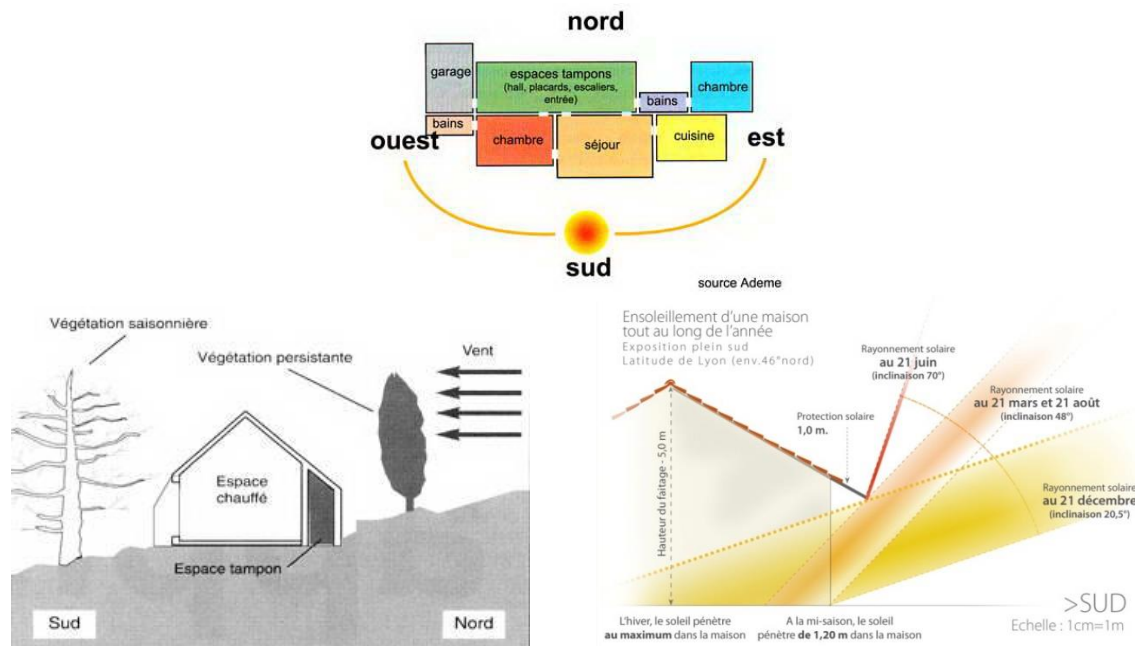 nord
garage
espaces tampons
(hall, placards, escaliers,
entrée)
bains
chambre
bains
chambre
séjour
cuisine
ouest
est
sud
source Ademe
Végétation saisonnière
Végétation persistante
Vent
Espace
chauffé
Espace tampon
Sud
Nord
Ensoleillement d'une maison
tout au long de l'année
Exposition plein sud
Latitude de Lyon (env.46°nord)
Rayonnement solaire
au 21 juin
(inclinaison 70°)
Rayonnement solaire
au 21 mars et 21 août
(inclinaison 48°)
Protection solaire
1,0 m.
Hauteur du faitage - 5,0 m
Rayonnement solaire
au 21 décembre
(inclinaison 20,5°)
>SUD
Echelle : 1cm=1m
L'hiver, le soleil pénètre
au maximum dans la maison
A la mi-saison, le soleil
pénètre de 1,20 m dans la maison